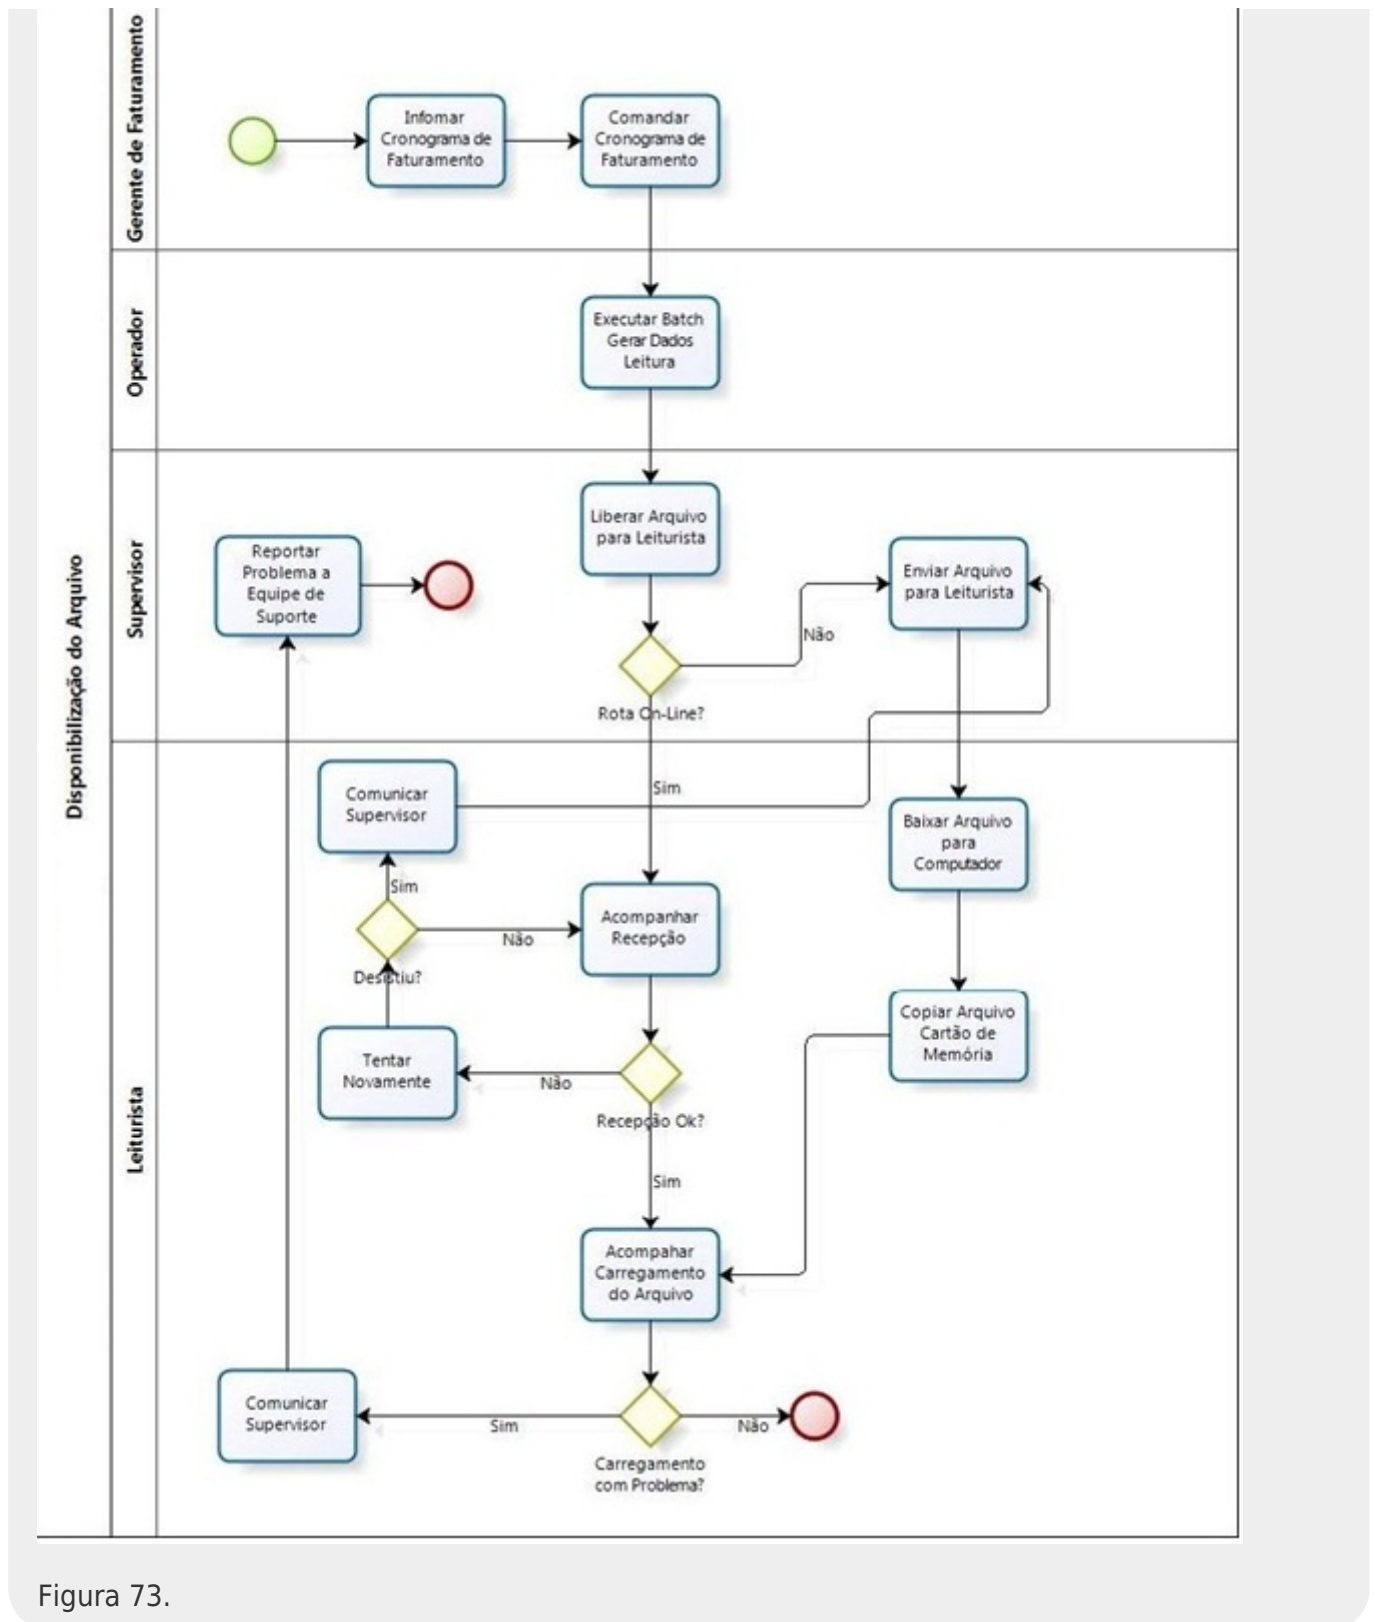 Disponibilização do Arquivo
Gerente de Faturamento
Infomar
Cronograma de
Faturamento
Comandar
Cronograma de
Faturamento
Operador
Executar Batch
Gerar Dados
Leitura
Supervisor
Liberar Arquivo
para Leiturista
Reportar
Problema a
Equipe de
Suporte
Enviar Arquivo
para Leiturista
Não
Rota On-Line?
Leiturista
Sim
Comunicar
Supervisor
Baixar Arquivo
para
Computador
Sim
Acompanhar
Recepção
Não
Desistiu?
Copiar Arquivo
Cartão de
Memória
Tentar
Novamente
Não
Recepção Ok?
Sim
Acompahar
Carregamento
do Arquivo
Comunicar
Supervisor
Sim
Não
Carregamento
com Problema?
Figura 73.